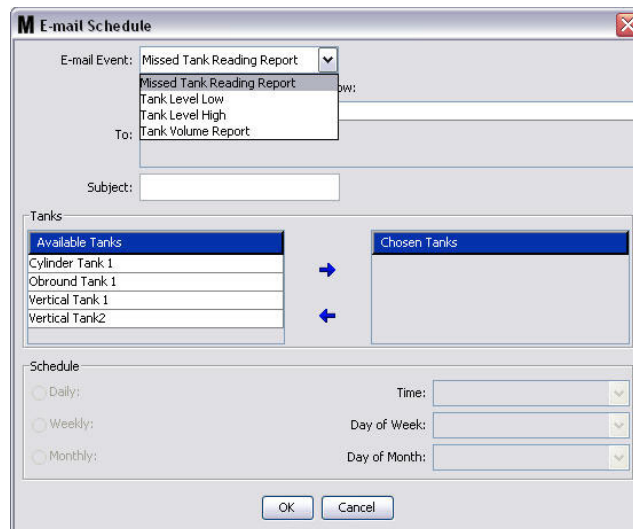 M E-mail Schedule
E-mail Event: Missed Tank Reading Report
Missed Tank Reading Report
Tank Level Low
Tank Level High
Tank Volume Report
To:
Subject:
Tanks
Available Tanks
Chosen Tanks
Cylinder Tank 1
Obround Tank 1
Vertical Tank 1
Vertical Tank2
Schedule
Daily: Time:
Weekly: Day of Week:
Monthly: Day of Month:
OK Cancel